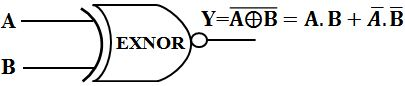 A
B
EXNOR
Y=A̅⊕̅B̅ = A.B + A̅.B̅